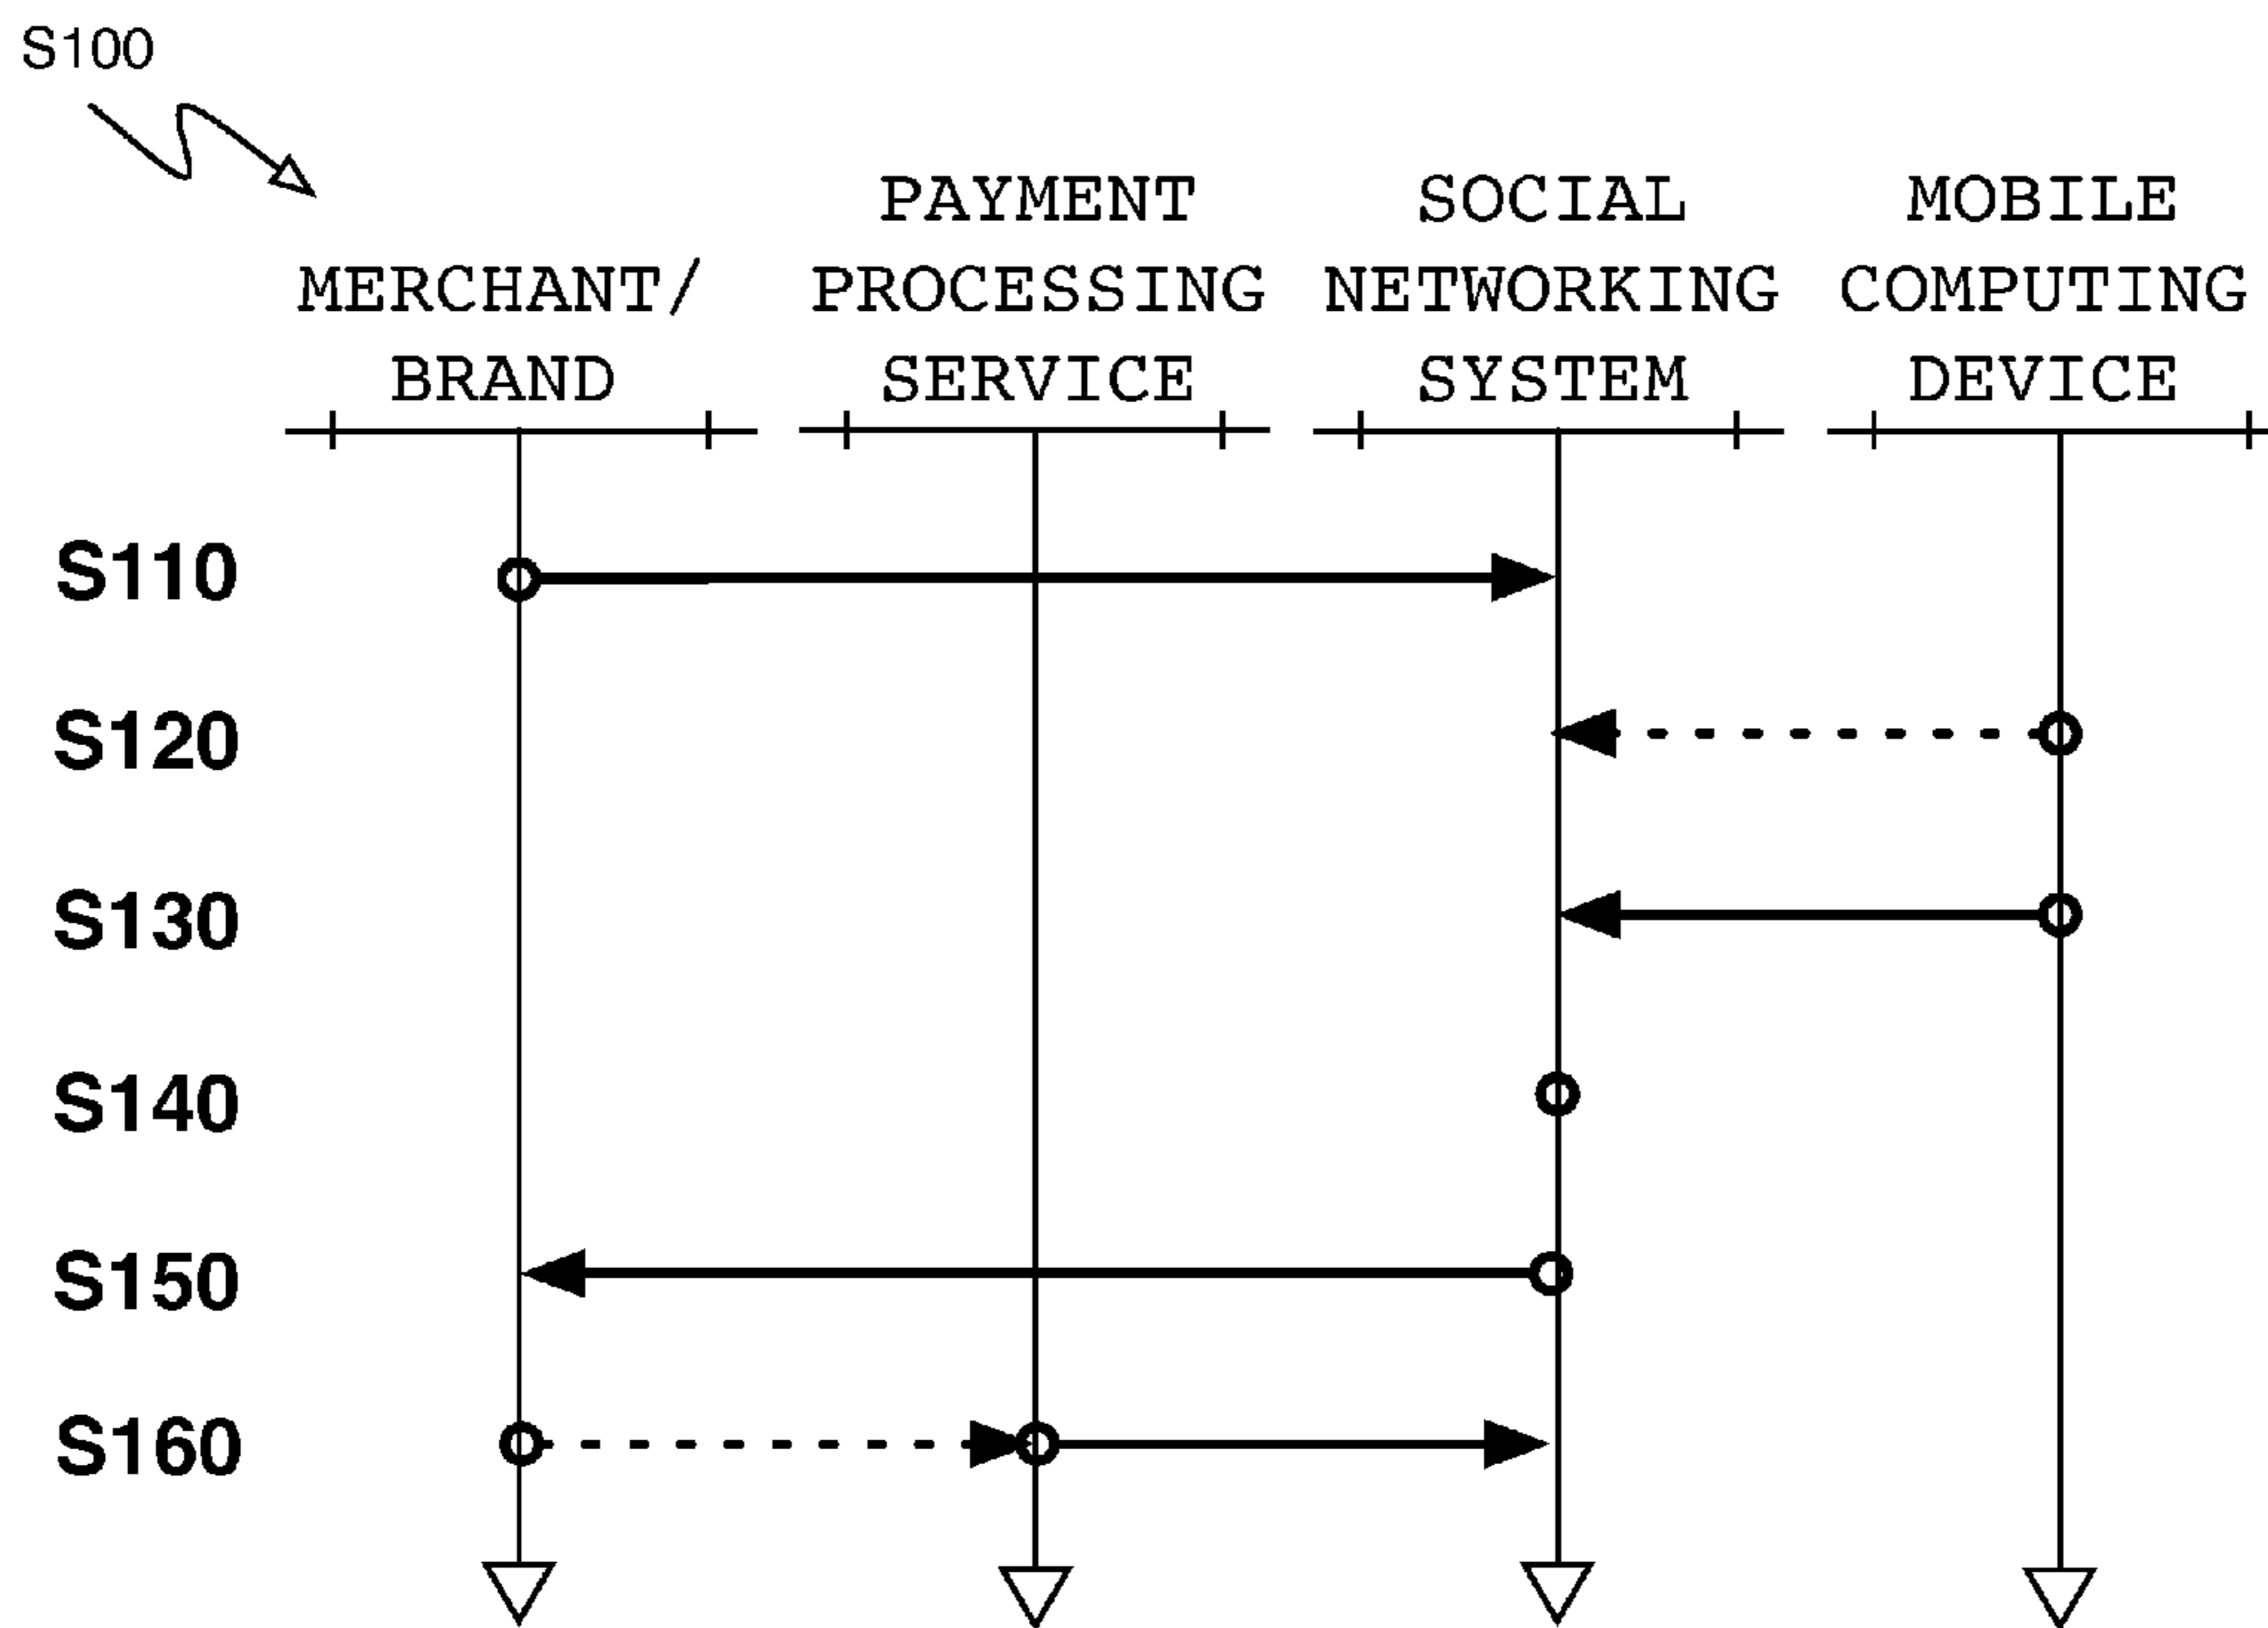 S100
MERCHANT/
BRAND
PAYMENT
PROCESSING
SERVICE
SOCIAL
NETWORKING
SYSTEM
MOBILE
COMPUTING
DEVICE
S110
S120
S130
S140
S150
S160